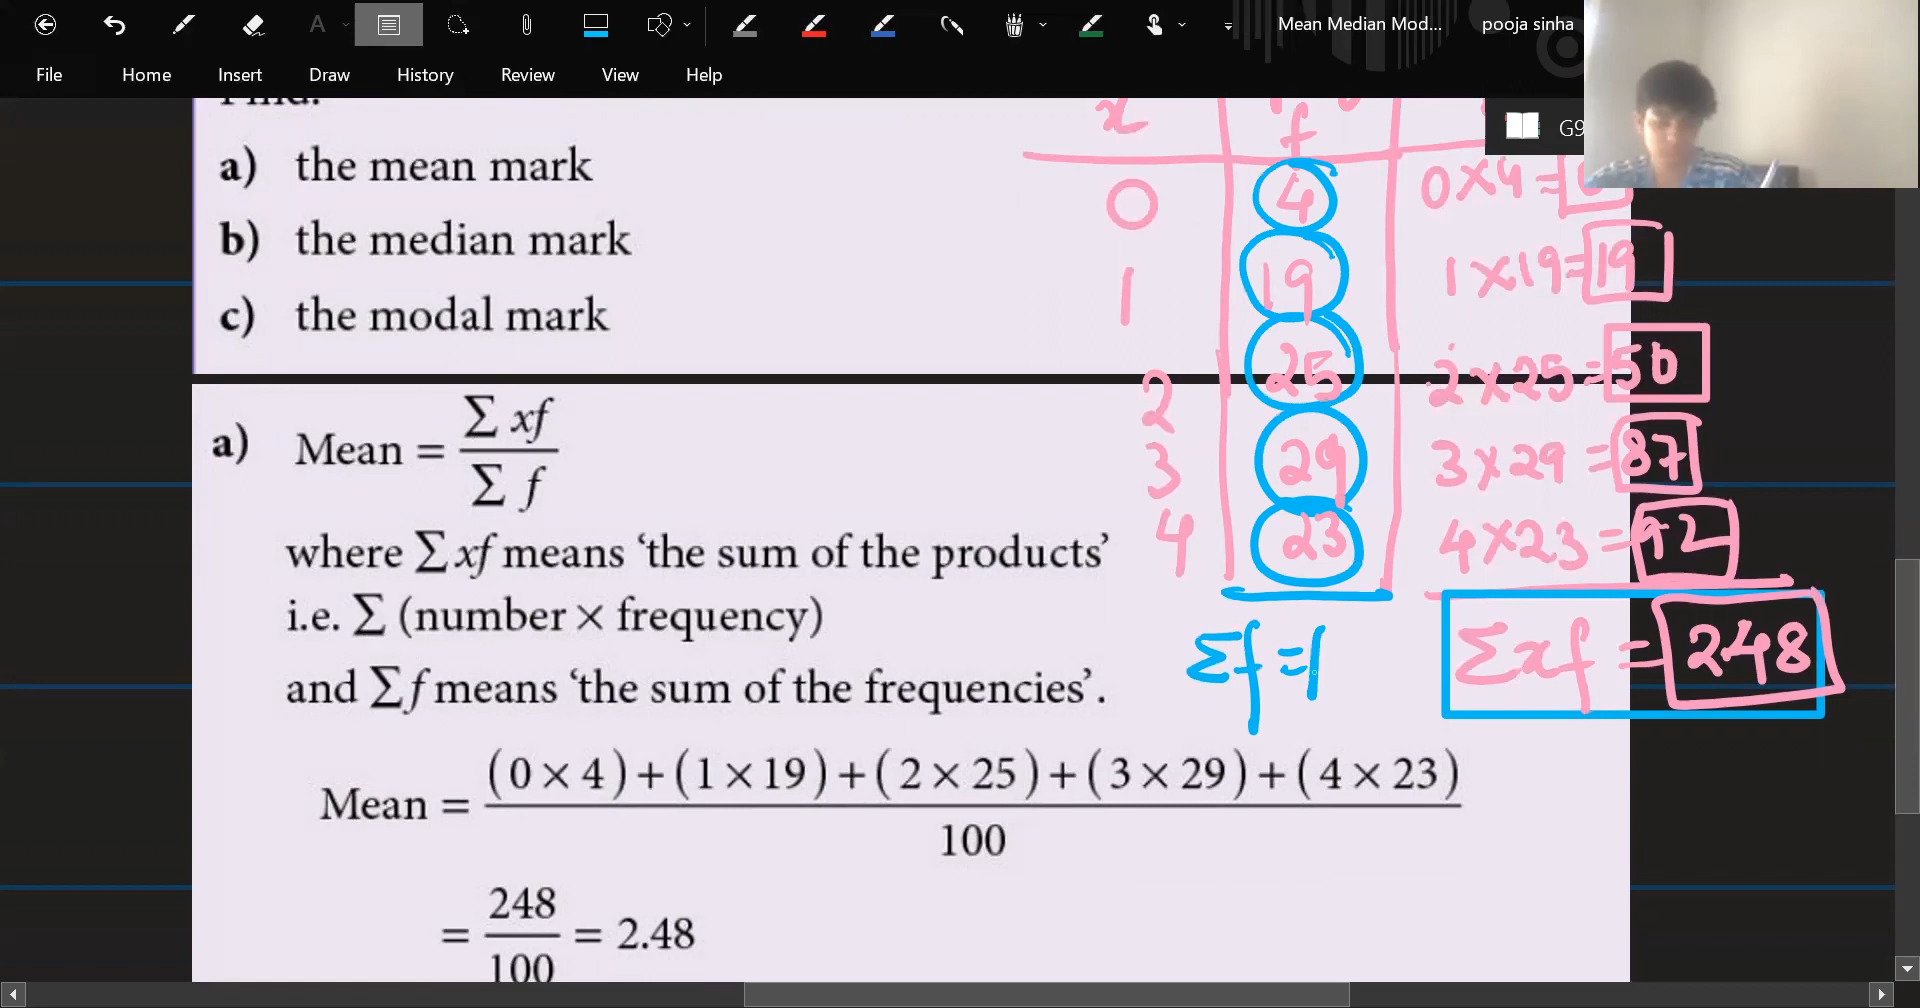 Mean Median Mod...
pooja sinha
File Home Insert Draw History Review View Help
G9
a) the mean mark
b) the median mark
c) the modal mark
x f
0 4 0×4=
1 19 1×19=19
2 25 2×25=50
3 29 3×29=87
4 23 4×23=92
Σf=1 Σxf=248
a) Mean = Σxf / Σf
where Σxf means ‘the sum of the products’
i.e. Σ (number × frequency)
and Σf means ‘the sum of the frequencies’.
Mean = (0 × 4)+(1 × 19)+(2 × 25)+(3 × 29)+(4 × 23) / 100
= 248 / 100 = 2.48